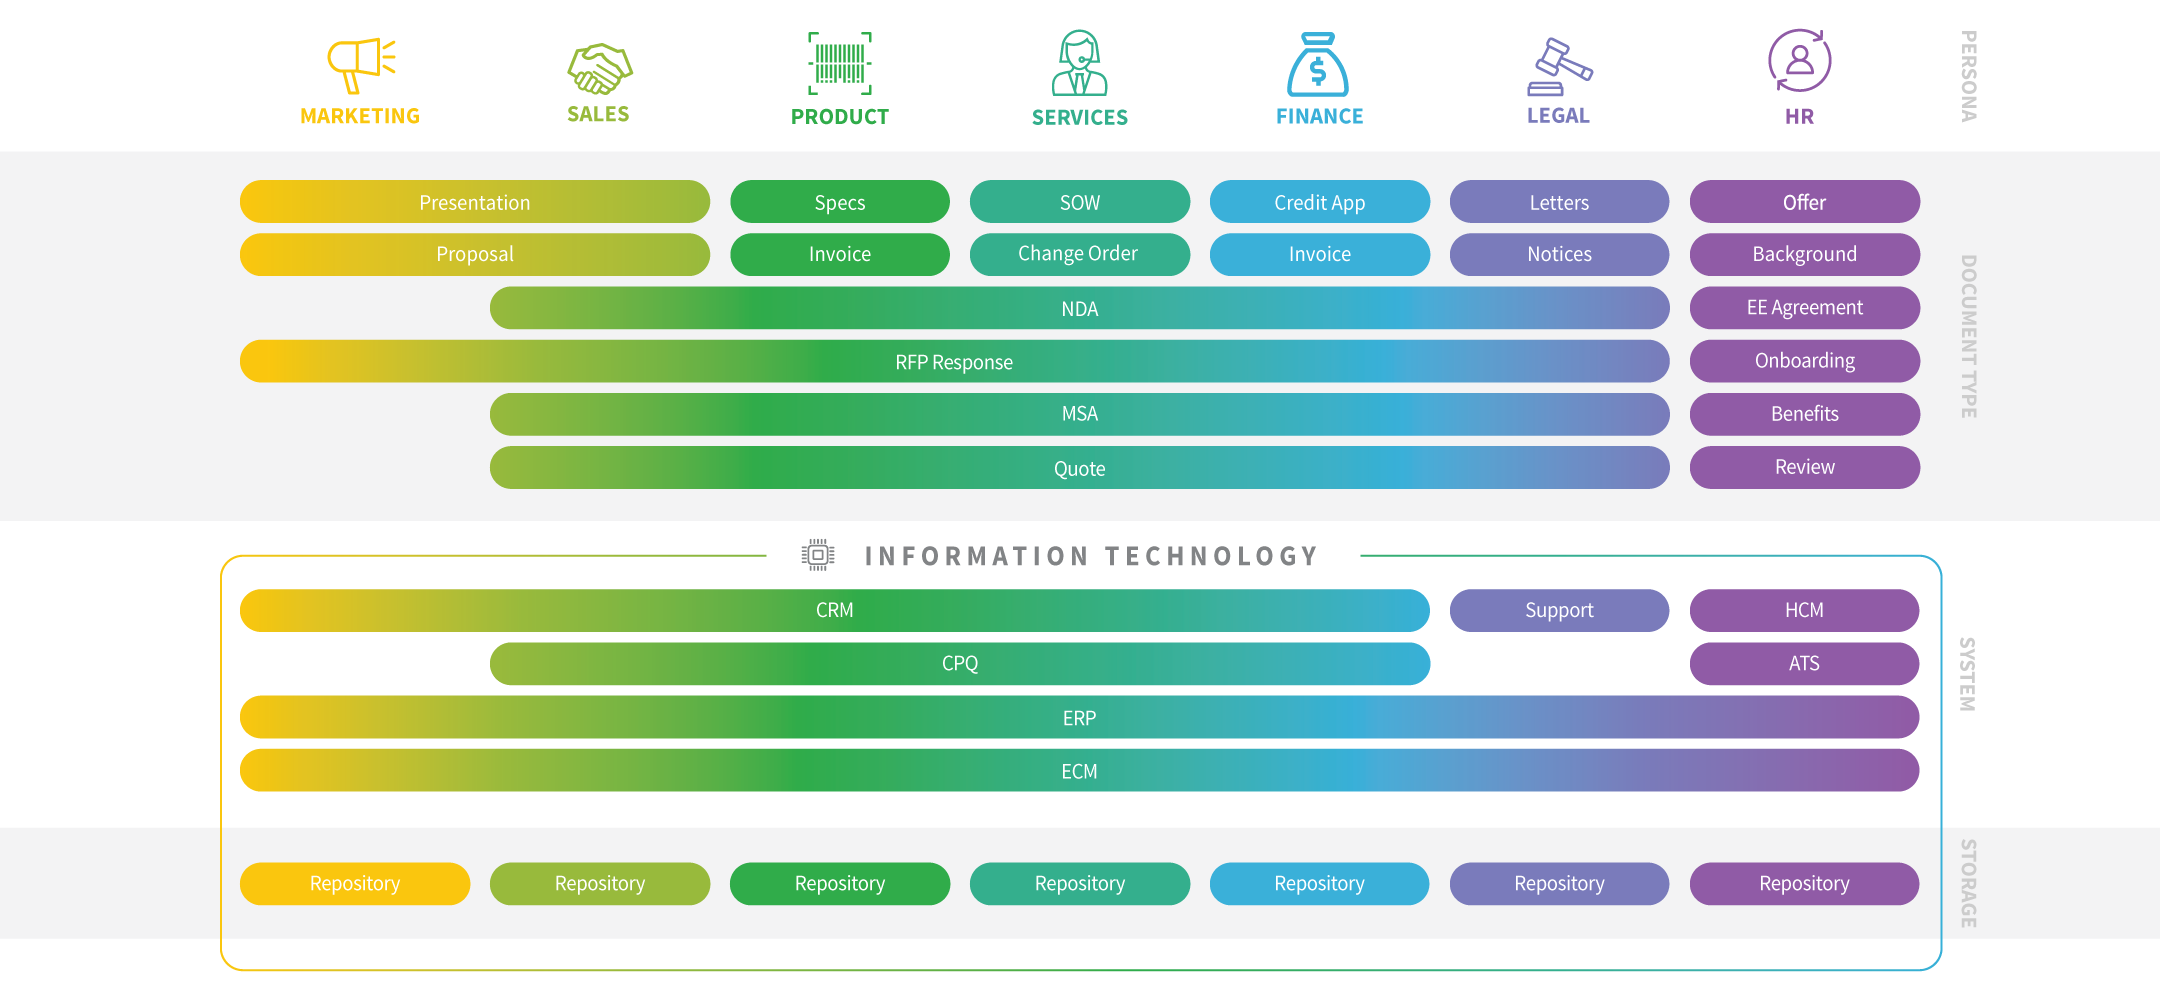 MARKETING
SALES
PRODUCT
SERVICES
FINANCE
LEGAL
HR
PERSONA
Presentation
Specs
SOW
Credit App
Letters
Offer
Proposal
Invoice
Change Order
Invoice
Notices
Background
NDA
EE Agreement
RFP Response
Onboarding
MSA
Benefits
Quote
Review
DOCUMENT TYPE
INFORMATION TECHNOLOGY
CRM
Support
HCM
CPQ
ATS
ERP
ECM
SYSTEM
Repository
Repository
Repository
Repository
Repository
Repository
Repository
STORAGE